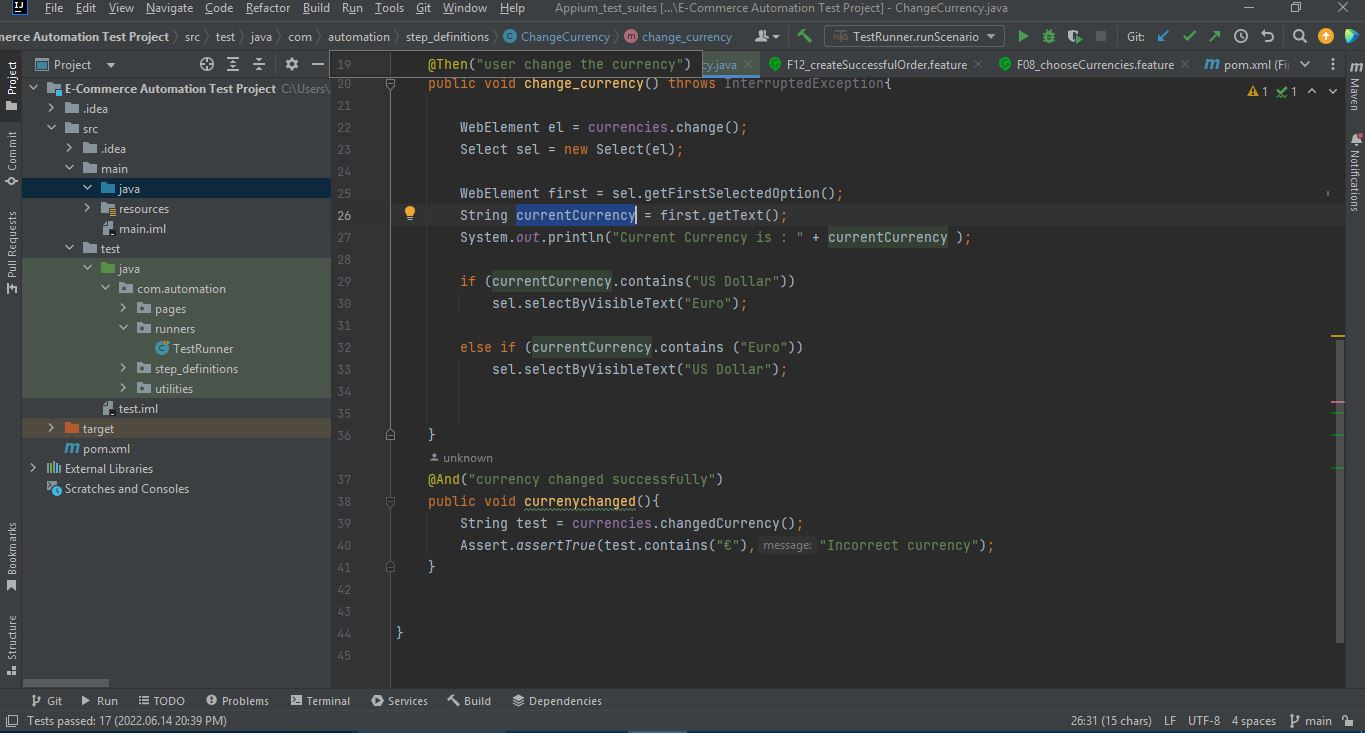 IJ File Edit View Navigate Code Refactor Build Run Tools Git Window Help Appium_test_suites [...\E-Commerce Automation Test Project] - ChangeCurrency.java
merce Automation Test Project src test java com automation step_definitions C ChangeCurrency m change_currency TestRunner.runScenario Git:
Project
19 @Then("user change the currency") cy.java F12_createSuccessfulOrder.feature F08_chooseCurrencies.feature m pom.xml (Fi
20 public void change_currency() throws InterruptedException{
1 1
21
22 WebElement el = currencies.change();
23 Select sel = new Select(el);
24
25 WebElement first = sel.getFirstSelectedOption();
26 String currentCurrency = first.getText();
27 System.out.println("Current Currency is : " + currentCurrency );
28
29 if (currentCurrency.contains("US Dollar"))
30 sel.selectByVisibleText("Euro");
31
32 else if (currentCurrency.contains ("Euro"))
33 sel.selectByVisibleText("US Dollar");
34
35
36 }
unknown
37 @And("currency changed successfully")
38 public void currenychanged(){
39 String test = currencies.changedCurrency();
40 Assert.assertTrue(test.contains("€"), message: "Incorrect currency");
41 }
42
43
44 }
45
E-Commerce Automation Test Project C:\Users\
.idea
src
.idea
main
java
resources
main.iml
test
java
com.automation
pages
runners
TestRunner
step_definitions
utilities
test.iml
target
m pom.xml
External Libraries
Scratches and Consoles
Project
Commit
Pull Requests
Bookmarks
Structure
m
Maven
Notifications
Git Run TODO Problems Terminal Services Build Dependencies
Tests passed: 17 (2022.06.14 20:39 PM) 26:31 (15 chars) LF UTF-8 4 spaces main